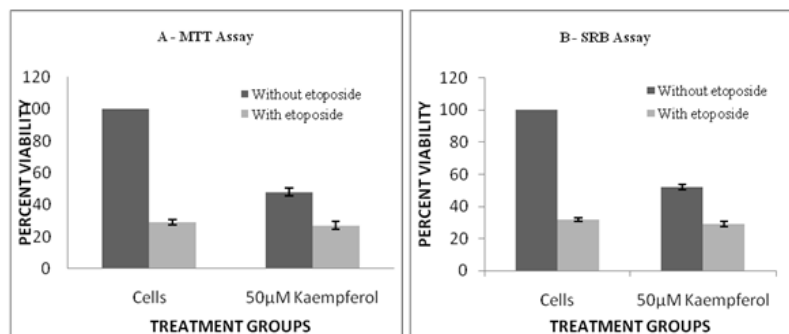 A - MTT Assay
120
100
80
60
40
20
0
PERCENT VIABILITY
Without etoposide
With etoposide
Cells
50µM Kaempferol
TREATMENT GROUPS
B- SRB Assay
120
100
80
60
40
20
0
PERCENT VIABILITY
Without etoposide
With etoposide
Cells
50µM Kaempferol
TREATMENT GROUPS